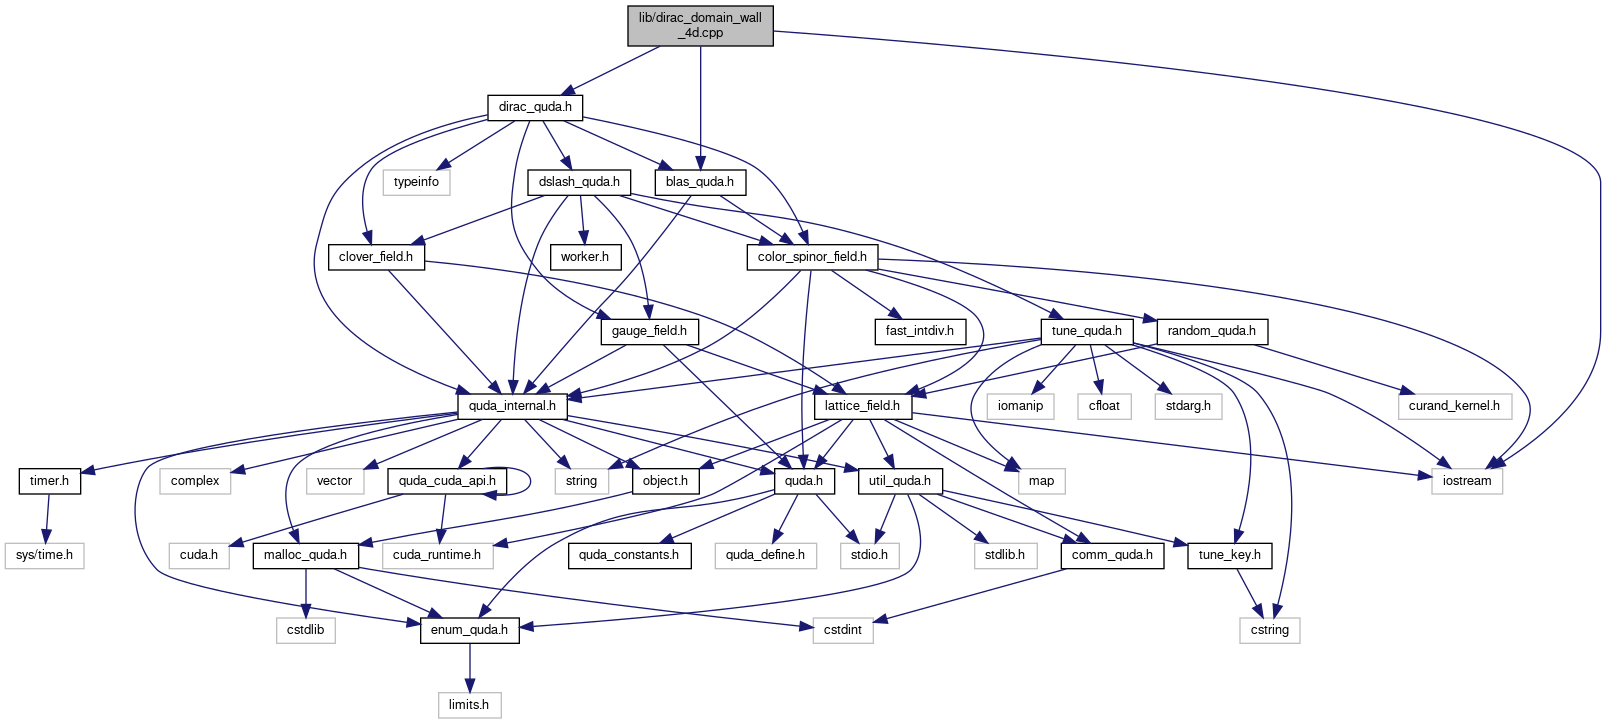 lib/dirac_domain_wall
_4d.cpp
dirac_quda.h
typeinfo
dslash_quda.h
blas_quda.h
clover_field.h
worker.h
color_spinor_field.h
gauge_field.h
fast_intdiv.h
tune_quda.h
random_quda.h
quda_internal.h
lattice_field.h
iomanip
cfloat
stdarg.h
curand_kernel.h
timer.h
complex
vector
quda_cuda_api.h
string
object.h
quda.h
util_quda.h
map
iostream
sys/time.h
cuda.h
malloc_quda.h
cuda_runtime.h
quda_constants.h
quda_define.h
stdio.h
stdlib.h
comm_quda.h
tune_key.h
cstdlib
enum_quda.h
cstdint
cstring
limits.h